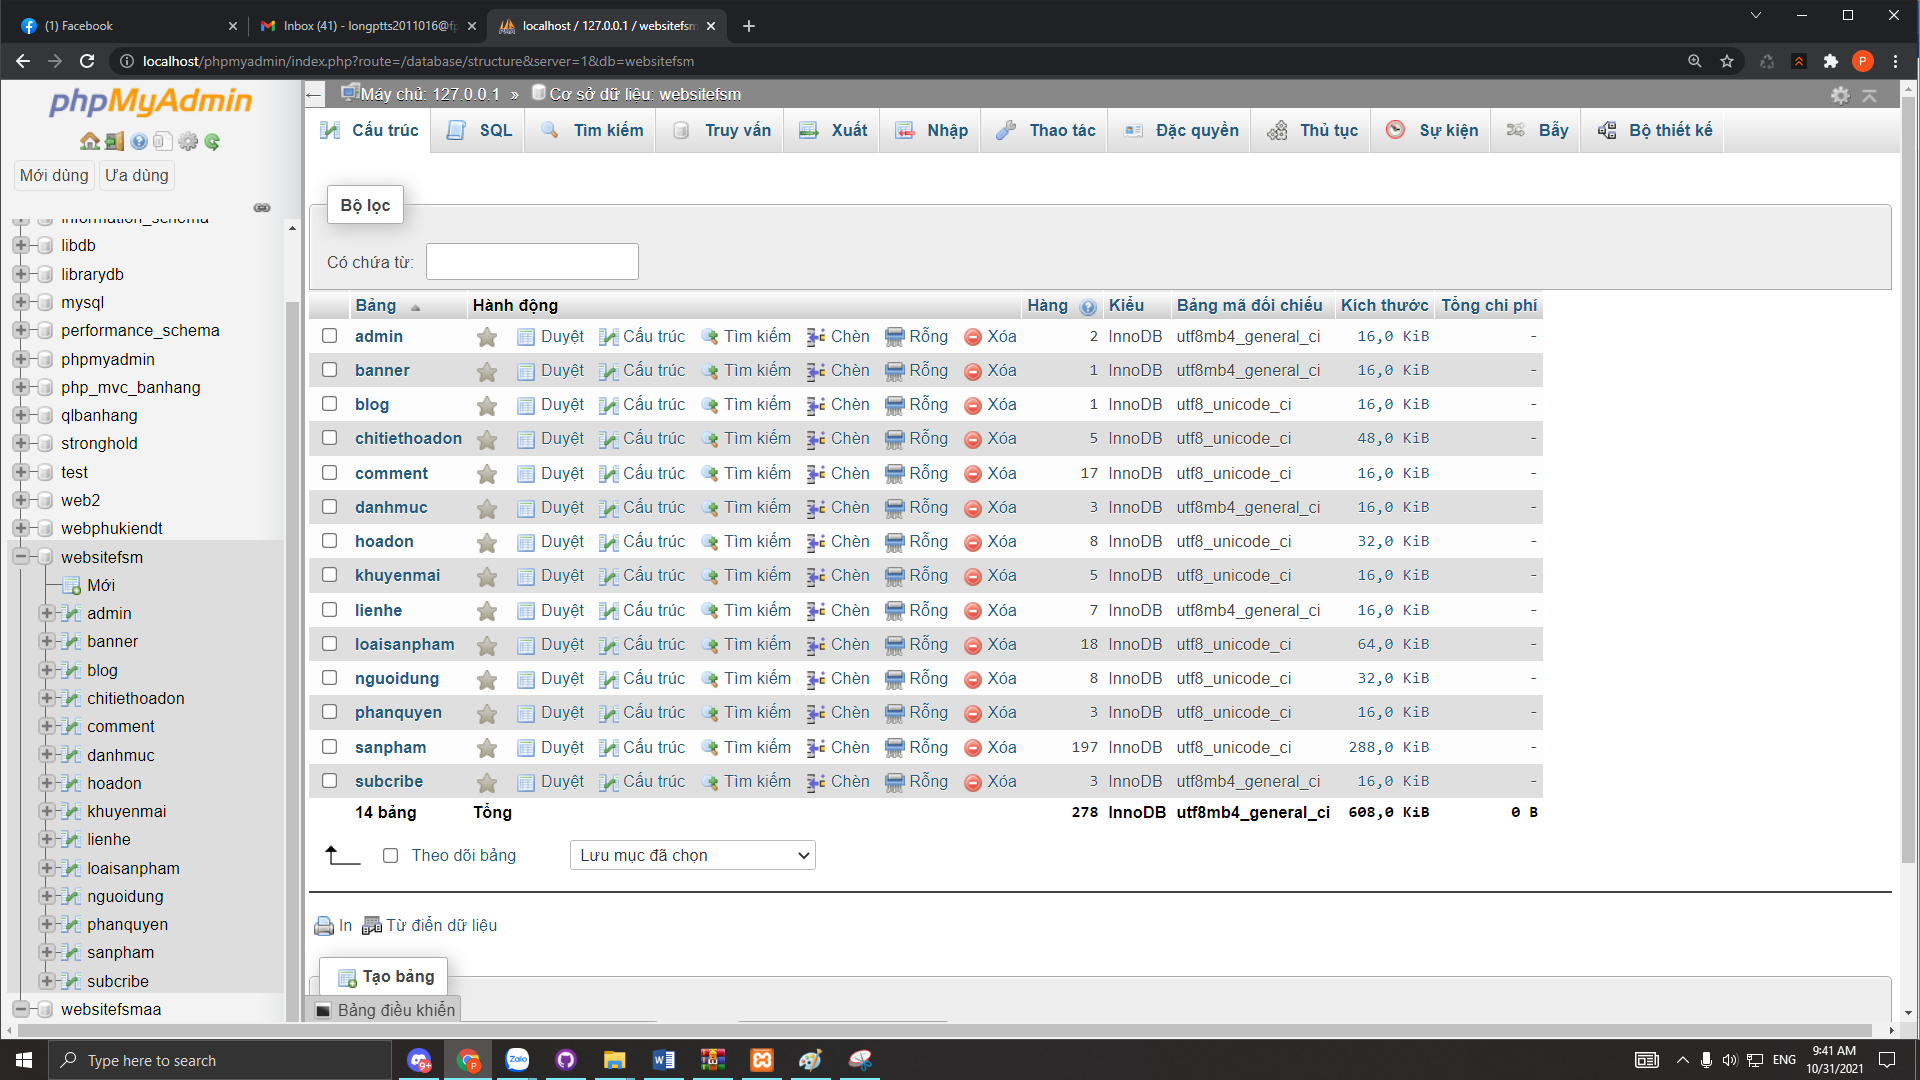 (1) Facebook
Inbox (41) - longptts2011016@fp
localhost / 127.0.0.1 / websitefsm
localhost/phpmyadmin/index.php?route=/database/structure&server=1&db=websitefsm
P
phpMyAdmin
Mới dùng Ưa dùng
information_schema
libdb
librarydb
mysql
performance_schema
phpmyadmin
php_mvc_banhang
qlbanhang
stronghold
test
web2
webphukiendt
websitefsm
Mới
admin
banner
blog
chitiethoadon
comment
danhmuc
hoadon
khuyenmai
lienhe
loaisanpham
nguoidung
phanquyen
sanpham
subcribe
websitefsmaa
Máy chủ: 127.0.0.1 » Cơ sở dữ liệu: websitefsm
Cấu trúc SQL Tìm kiếm Truy vấn Xuất Nhập Thao tác Đặc quyền Thủ tục Sự kiện Bẫy Bộ thiết kế
Bộ lọc
Có chứa từ:
Bảng Hành động Hàng Kiểu Bảng mã đối chiếu Kích thước Tổng chi phí
admin Duyệt Cấu trúc Tìm kiếm Chèn Rỗng Xóa 2 InnoDB utf8mb4_general_ci 16,0 KiB -
banner Duyệt Cấu trúc Tìm kiếm Chèn Rỗng Xóa 1 InnoDB utf8mb4_general_ci 16,0 KiB -
blog Duyệt Cấu trúc Tìm kiếm Chèn Rỗng Xóa 1 InnoDB utf8_unicode_ci 16,0 KiB -
chitiethoadon Duyệt Cấu trúc Tìm kiếm Chèn Rỗng Xóa 5 InnoDB utf8_unicode_ci 48,0 KiB -
comment Duyệt Cấu trúc Tìm kiếm Chèn Rỗng Xóa 17 InnoDB utf8_unicode_ci 16,0 KiB -
danhmuc Duyệt Cấu trúc Tìm kiếm Chèn Rỗng Xóa 3 InnoDB utf8mb4_general_ci 16,0 KiB -
hoadon Duyệt Cấu trúc Tìm kiếm Chèn Rỗng Xóa 8 InnoDB utf8_unicode_ci 32,0 KiB -
khuyenmai Duyệt Cấu trúc Tìm kiếm Chèn Rỗng Xóa 5 InnoDB utf8_unicode_ci 16,0 KiB -
lienhe Duyệt Cấu trúc Tìm kiếm Chèn Rỗng Xóa 7 InnoDB utf8mb4_general_ci 16,0 KiB -
loaisanpham Duyệt Cấu trúc Tìm kiếm Chèn Rỗng Xóa 18 InnoDB utf8_unicode_ci 64,0 KiB -
nguoidung Duyệt Cấu trúc Tìm kiếm Chèn Rỗng Xóa 8 InnoDB utf8_unicode_ci 32,0 KiB -
phanquyen Duyệt Cấu trúc Tìm kiếm Chèn Rỗng Xóa 3 InnoDB utf8_unicode_ci 16,0 KiB -
sanpham Duyệt Cấu trúc Tìm kiếm Chèn Rỗng Xóa 197 InnoDB utf8_unicode_ci 288,0 KiB -
subcribe Duyệt Cấu trúc Tìm kiếm Chèn Rỗng Xóa 3 InnoDB utf8mb4_general_ci 16,0 KiB -
14 bảng Tổng 278 InnoDB utf8mb4_general_ci 608,0 KiB 0 B
Theo dõi bảng Lưu mục đã chọn
In Từ điển dữ liệu
Tạo bảng
Bảng điều khiển
Type here to search
9+
P
Zalo
ENG
9:41 AM
10/31/2021